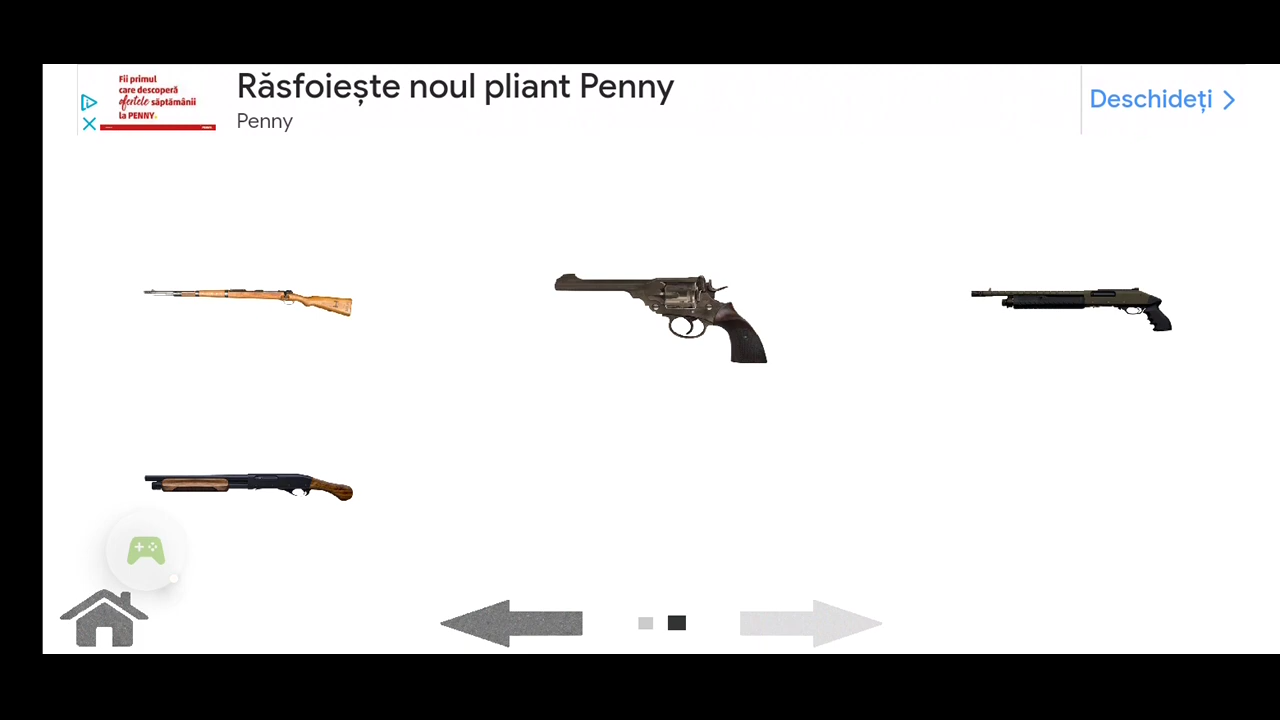 Fii primul
care descoperă
ofertele săptămânii
la PENNY.
Răsfoiește noul pliant Penny
Penny
Deschideți